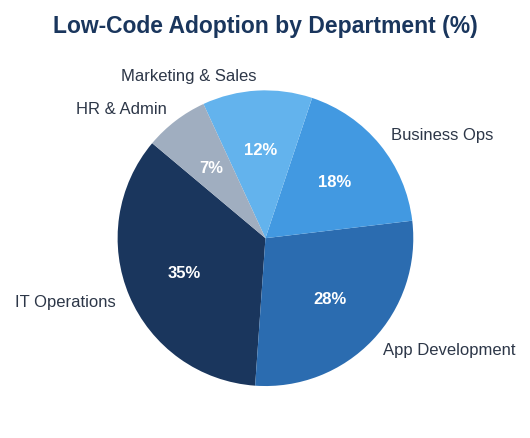 Low-Code Adoption by Department (%)
Marketing & Sales
HR & Admin
Business Ops
12%
7%
18%
35%
28%
IT Operations
App Development